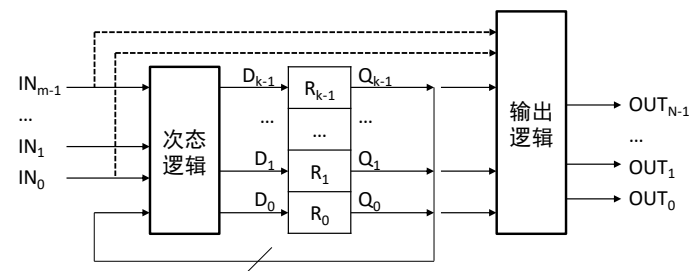 IN_{m-1}
...
IN_1
IN_0
次态
逻辑
D_{k-1}
...
D_1
D_0
R_{k-1}
...
R_1
R_0
Q_{k-1}
...
Q_1
Q_0
输出
逻辑
OUT_{N-1}
...
OUT_1
OUT_0